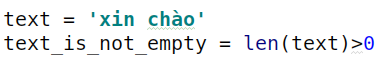 text = 'xin chào'
text_is_not_empty = len(text)>0